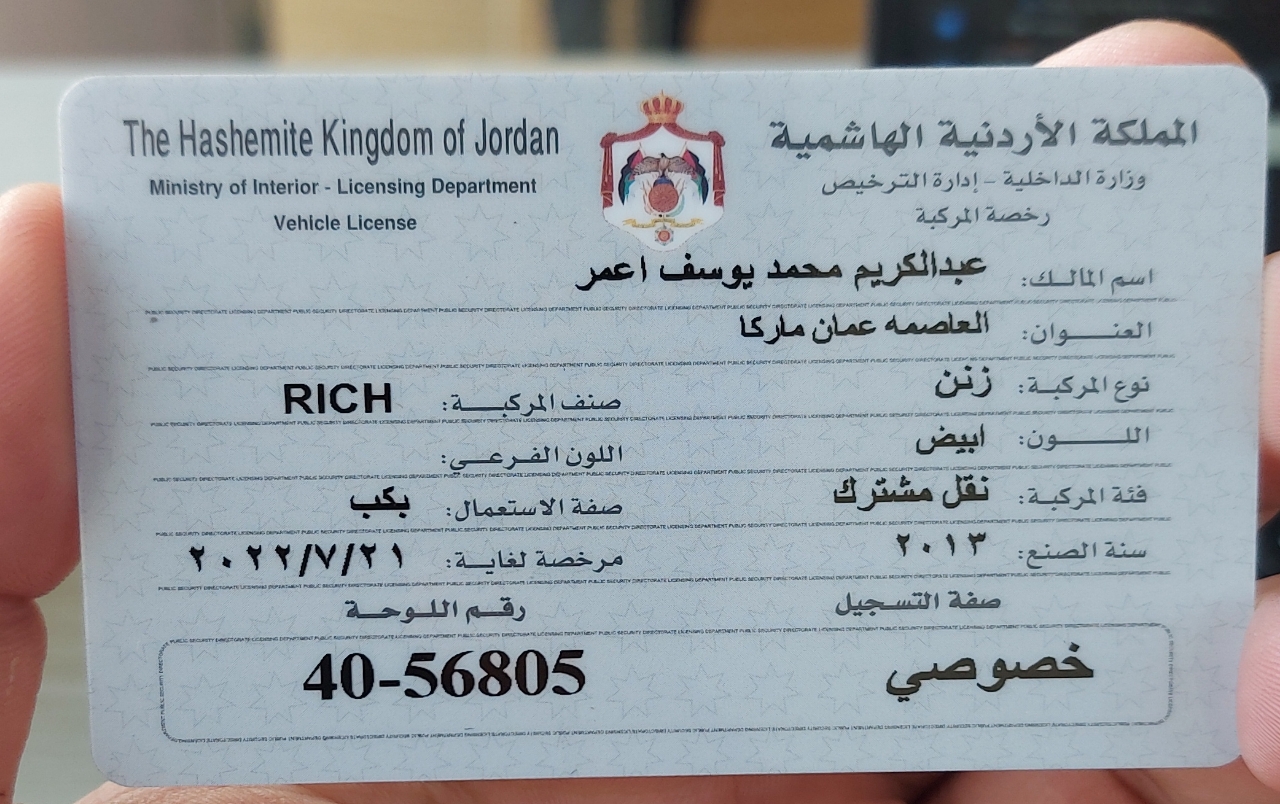 The Hashemite Kingdom of Jordan
Ministry of Interior - Licensing Department
Vehicle License
المملكة الأردنية الهاشمية
وزارة الداخلية - إدارة الترخيص
رخصة المركبة
اسم المالك: عبدالكريم محمد يوسف اعمر
العنوان: العاصمه عمان ماركا
نوع المركبة: زنن صنف المركبة: RICH
اللون: ابيض اللون الفرعي:
فئة المركبة: نقل مشترك صفة الاستعمال: بكب
سنة الصنع: ٢٠١٣ مرخصة لغاية: ٢٠٢٢/٧/٢١
صفة التسجيل رقم اللوحة
خصوصي 40-56805